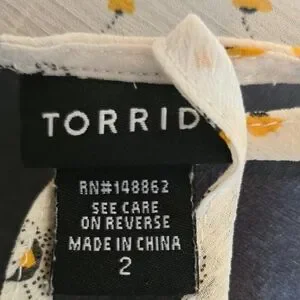 TORRID
RN#148862
SEE CARE
ON REVERSE
MADE IN CHINA
2